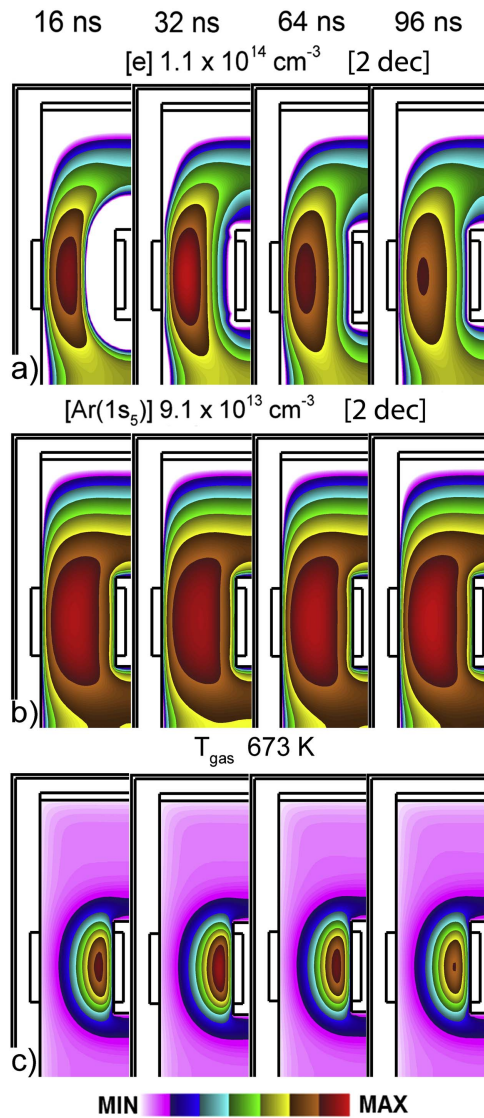 16 ns 32 ns 64 ns 96 ns
[e] 1.1 x 10¹⁴ cm⁻³ [2 dec]
a)
[Ar(1s₅)] 9.1 x 10¹³ cm⁻³ [2 dec]
b)
T_gas 673 K
c)
MIN MAX